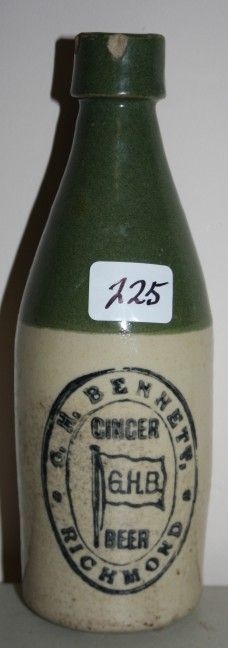 225
G. H. BENNETT.
GINGER
G.H.B.
BEER
RICHMOND